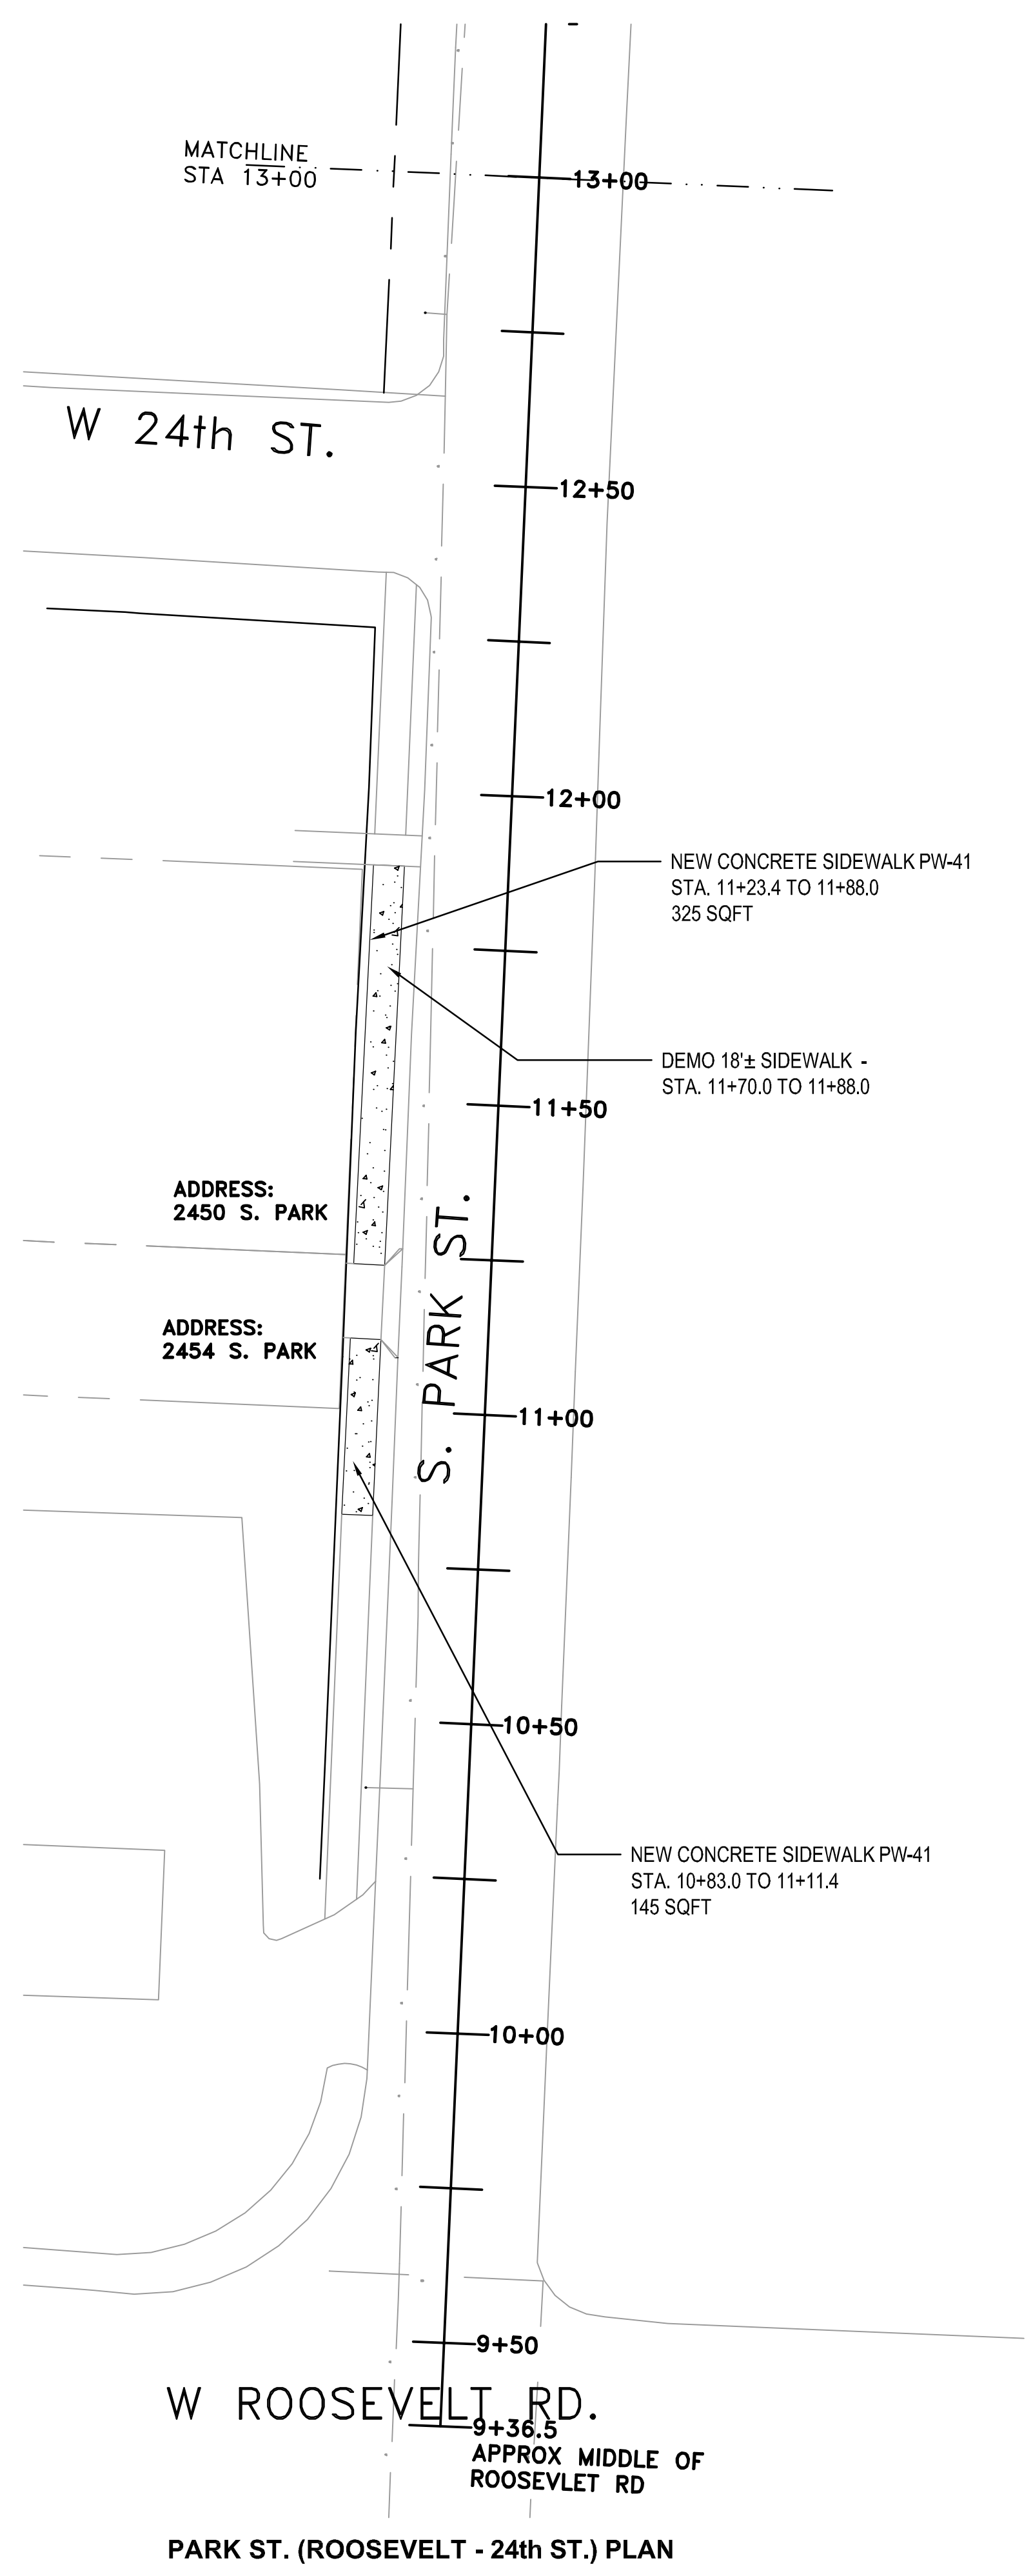 MATCHLINE
STA 13+00
13+00
W 24th ST.
12+50
12+00
NEW CONCRETE SIDEWALK PW-41
STA. 11+23.4 TO 11+88.0
325 SQFT
DEMO 18'± SIDEWALK -
STA. 11+70.0 TO 11+88.0
11+50
ADDRESS:
2450 S. PARK
S. PARK ST.
ADDRESS:
2454 S. PARK
11+00
10+50
NEW CONCRETE SIDEWALK PW-41
STA. 10+83.0 TO 11+11.4
145 SQFT
10+00
9+50
W ROOSEVELT RD.
9+36.5
APPROX MIDDLE OF
ROOSEVLET RD
PARK ST. (ROOSEVELT - 24th ST.) PLAN